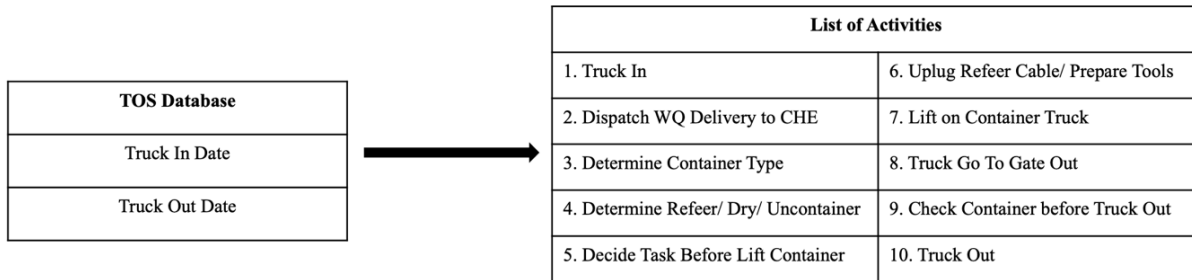 TOS Database
Truck In Date
Truck Out Date
List of Activities
1. Truck In
2. Dispatch WQ Delivery to CHE
3. Determine Container Type
4. Determine Refeer/ Dry/ Uncontainer
5. Decide Task Before Lift Container
6. Uplug Refeer Cable/ Prepare Tools
7. Lift on Container Truck
8. Truck Go To Gate Out
9. Check Container before Truck Out
10. Truck Out